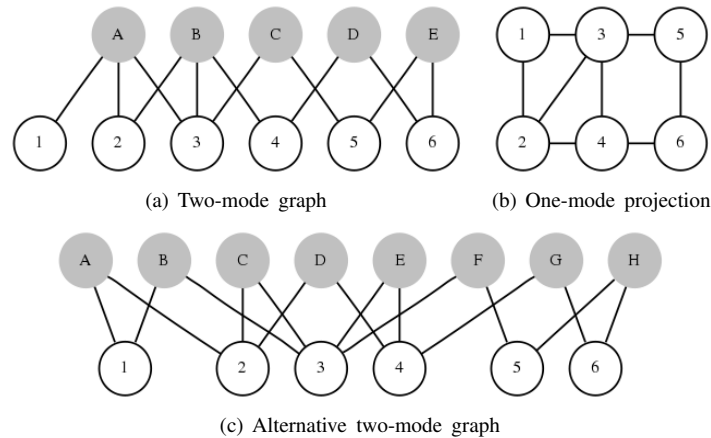 A B C D E
1 2 3 4 5 6
(a) Two-mode graph
1 3 5
2 4 6
(b) One-mode projection
A B C D E F G H
1 2 3 4 5 6
(c) Alternative two-mode graph